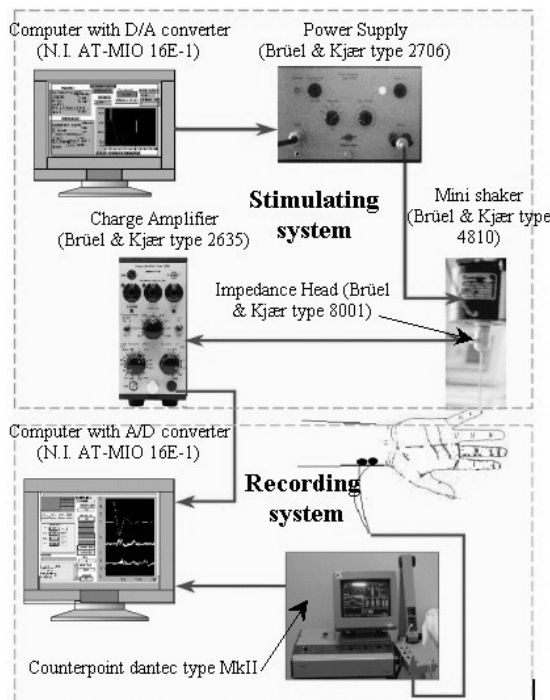 Computer with D/A converter
(N.I. AT-MIO 16E-1)
Power Supply
(Brüel & Kjær type 2706)
Stimulating
system
Charge Amplifier
(Brüel & Kjær type 2635)
Mini shaker
(Brüel & Kjær type
4810)
Impedance Head (Brüel
& Kjær type 8001)
Computer with A/D converter
(N.I. AT-MIO 16E-1)
Recording
system
Counterpoint dantec type MkII